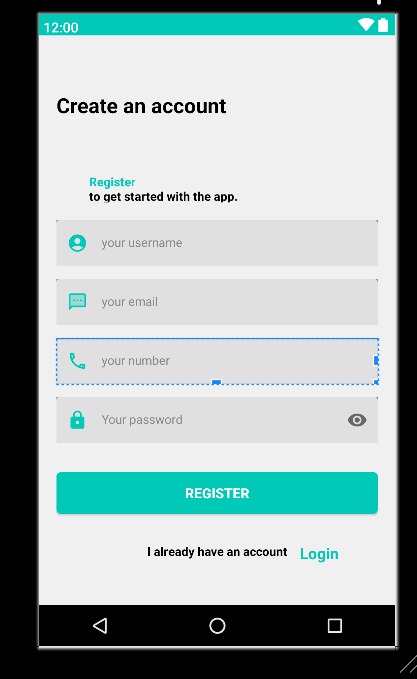 12:00
Create an account
Register
to get started with the app.
your username
your email
your number
Your password
REGISTER
I already have an account Login